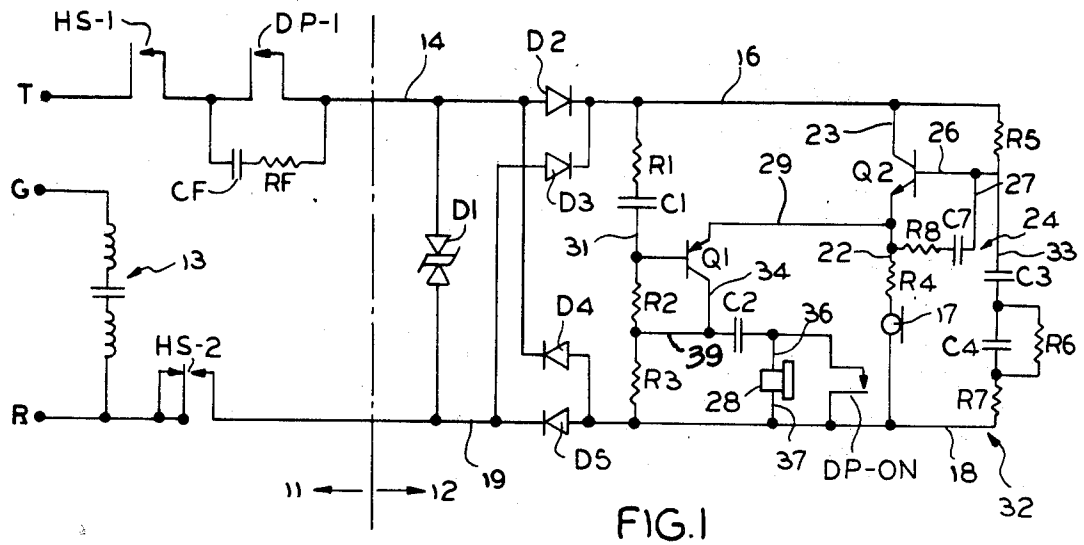 HS-1
DP-1
T
14
D2
16
CF
RF
D3
R1
C1
23
R5
26
Q2
27
G
13
D1
31
29
R8
C7
24
Q1
22
33
34
R4
C3
R2
C2
36
17
HS-2
D4
39
C4
R6
R3
28
R7
R
D5
37
DP-ON
18
19
11
12
32
FIG.1